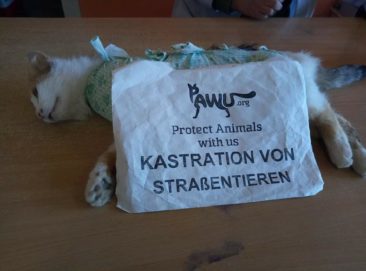 PAWU.org
Protect Animals
with us
KASTRATION VON
STRAßENTIEREN